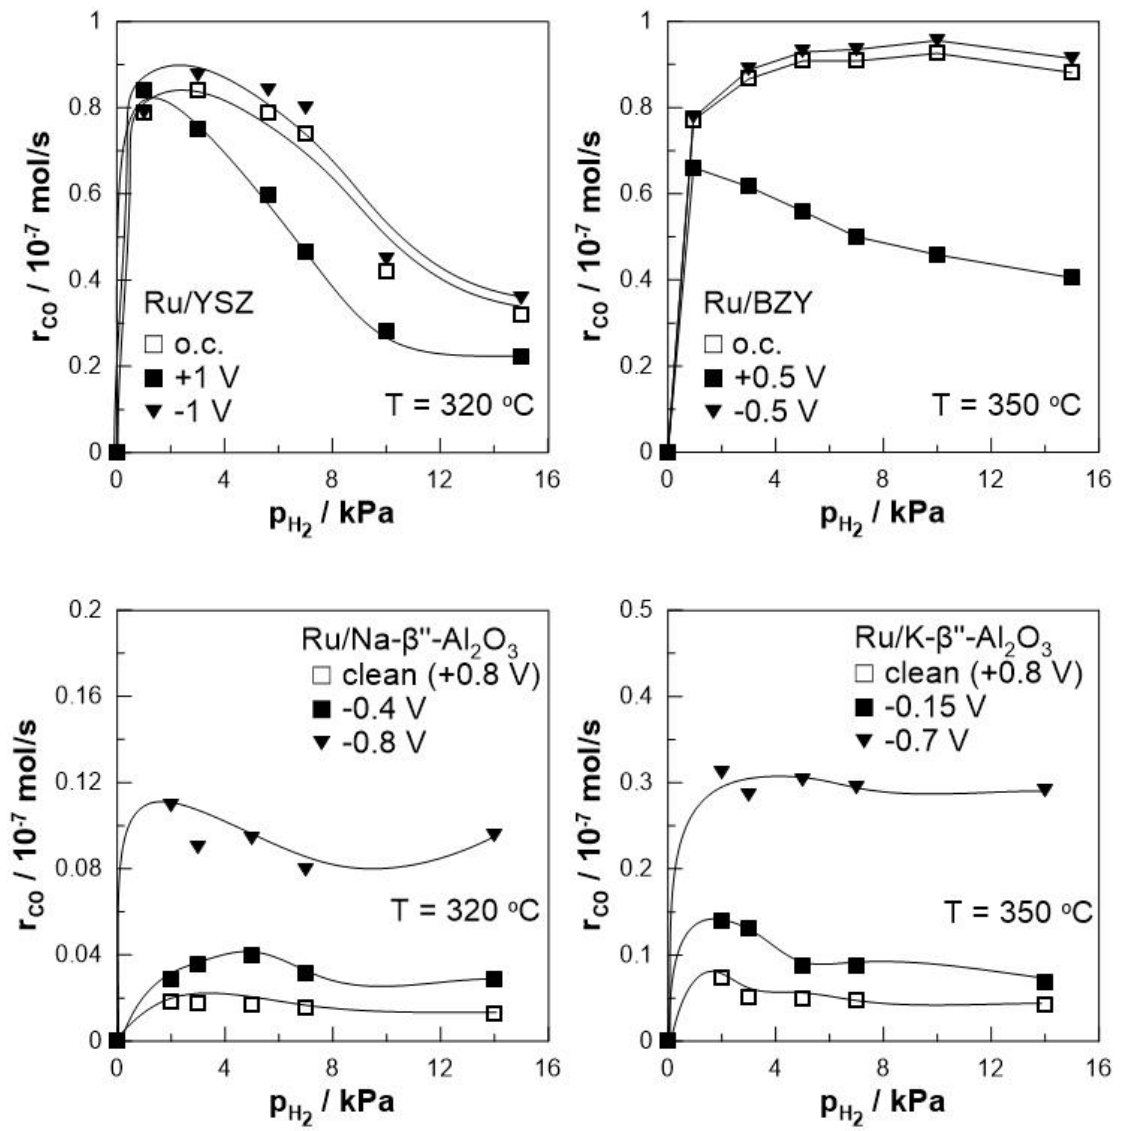 1
0.8
0.6
0.4
0.2
0
r_CO / 10^-7 mol/s
Ru/YSZ
o.c.
+1 V
-1 V
T = 320 °C
0 4 8 12 16
p_H₂ / kPa
1
0.8
0.6
0.4
0.2
0
r_CO / 10^-7 mol/s
Ru/BZY
o.c.
+0.5 V
-0.5 V
T = 350 °C
0 4 8 12 16
p_H₂ / kPa
0.2
0.16
0.12
0.08
0.04
0
r_CO / 10^-7 mol/s
Ru/Na-β"-Al₂O₃
clean (+0.8 V)
-0.4 V
-0.8 V
T = 320 °C
0 4 8 12 16
p_H₂ / kPa
0.5
0.4
0.3
0.2
0.1
0
r_CO / 10^-7 mol/s
Ru/K-β"-Al₂O₃
clean (+0.8 V)
-0.15 V
-0.7 V
T = 350 °C
0 4 8 12 16
p_H₂ / kPa